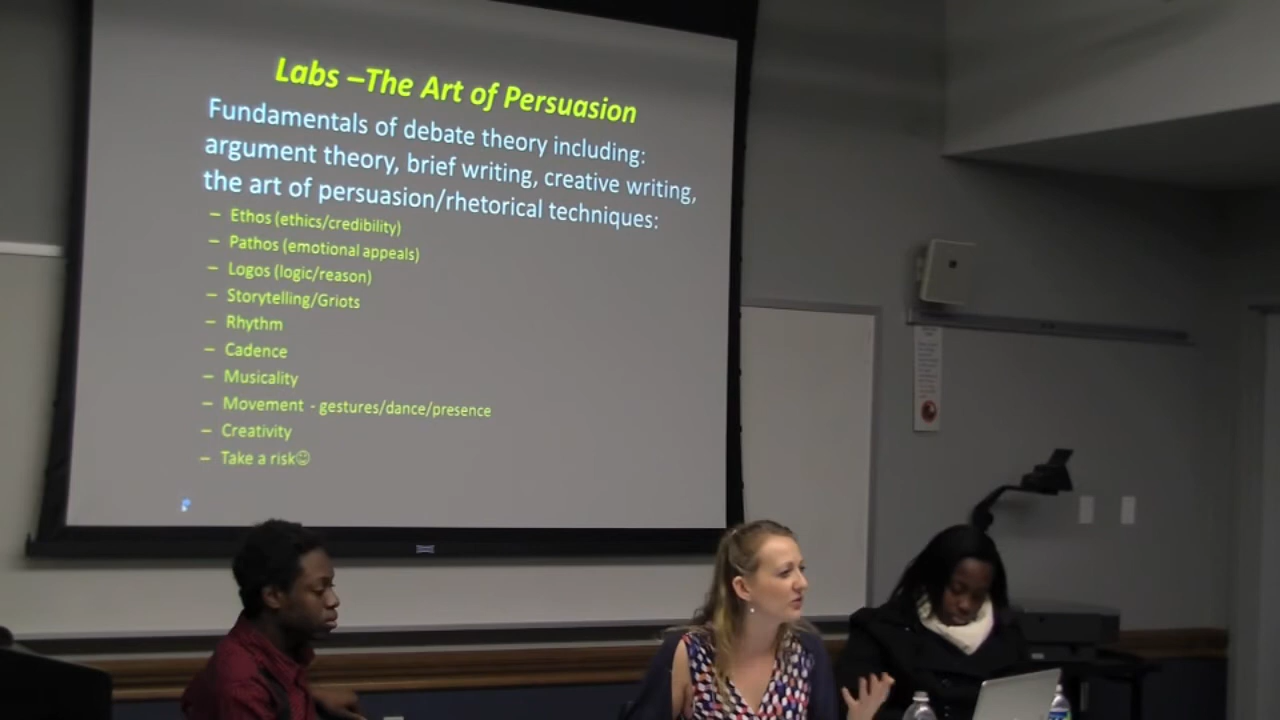 Labs –The Art of Persuasion
Fundamentals of debate theory including:
argument theory, brief writing, creative writing,
the art of persuasion/rhetorical techniques:
– Ethos (ethics/credibility)
– Pathos (emotional appeals)
– Logos (logic/reason)
– Storytelling/Griots
– Rhythm
– Cadence
– Musicality
– Movement - gestures/dance/presence
– Creativity
– Take a risk☺